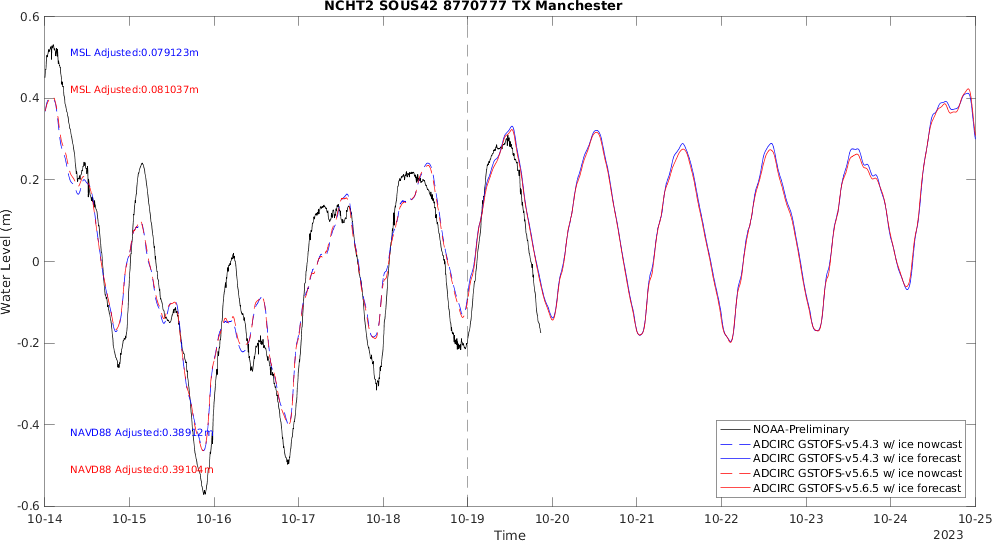 NCHT2 SOUS42 8770777 TX Manchester
0.6
0.4
0.2
0
-0.2
-0.4
-0.6
Water Level (m)
MSL Adjusted:0.079123m
MSL Adjusted:0.081037m
NAVD88 Adjusted:0.38912m
NAVD88 Adjusted:0.39104m
NOAA-Preliminary
ADCIRC GSTOFS-v5.4.3 w/ ice nowcast
ADCIRC GSTOFS-v5.4.3 w/ ice forecast
ADCIRC GSTOFS-v5.6.5 w/ ice nowcast
ADCIRC GSTOFS-v5.6.5 w/ ice forecast
10-14 10-15 10-16 10-17 10-18 10-19 10-20 10-21 10-22 10-23 10-24 10-25
Time
2023